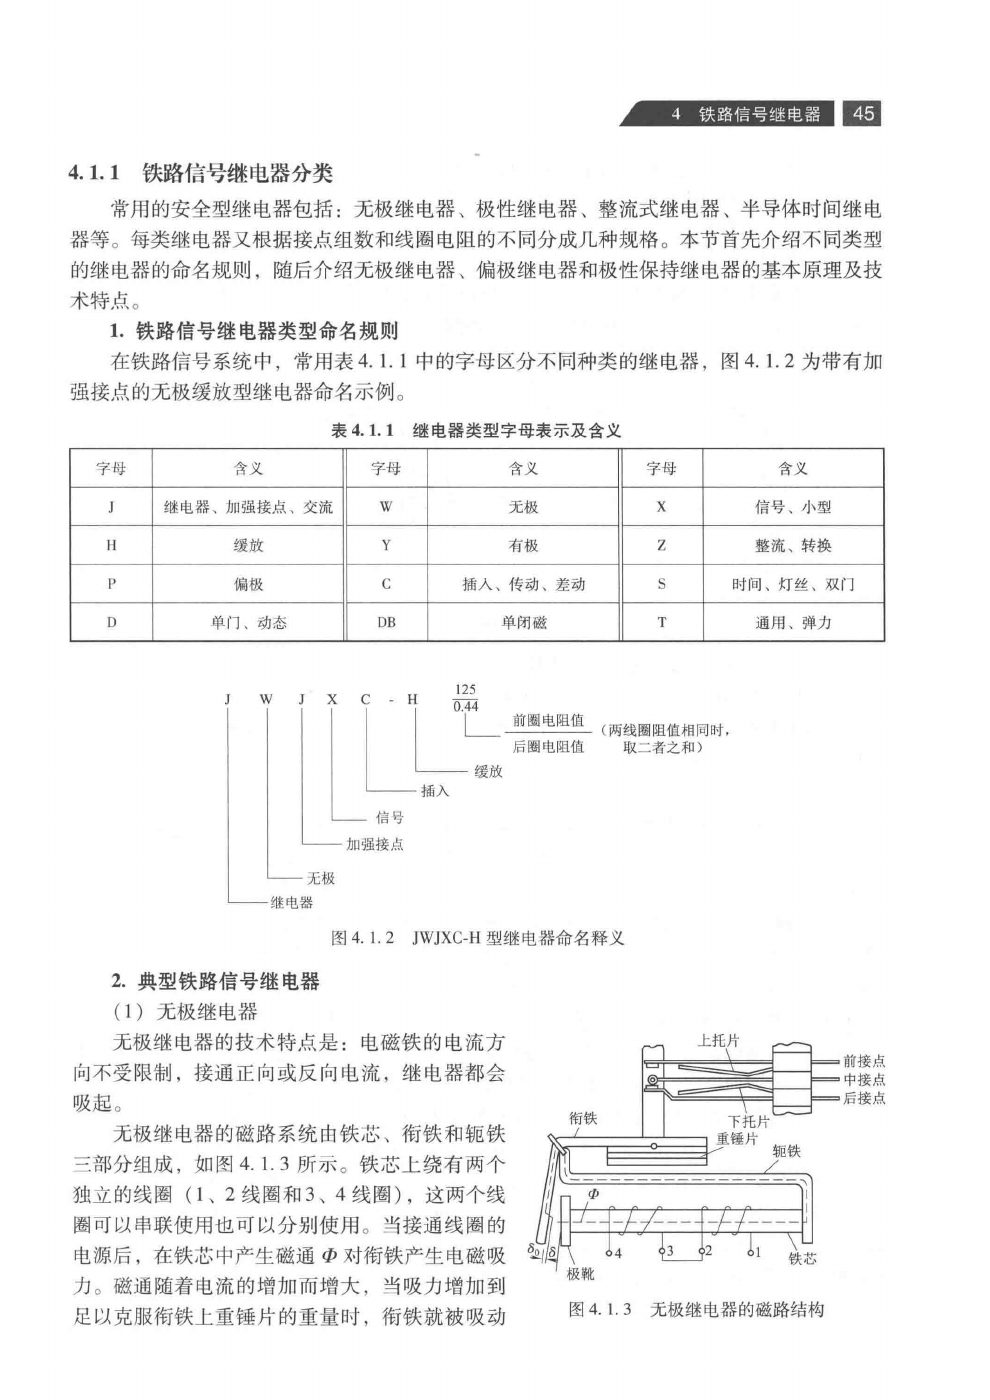 4 铁路信号继电器 45
4.1.1 铁路信号继电器分类
常用的安全型继电器包括：无极继电器、极性继电器、整流式继电器、半导体时间继电
器等。每类继电器又根据接点组数和线圈电阻的不同分成几种规格。本节首先介绍不同类型
的继电器的命名规则，随后介绍无极继电器、偏极继电器和极性保持继电器的基本原理及技
术特点。
1. 铁路信号继电器类型命名规则
在铁路信号系统中，常用表 4.1.1 中的字母区分不同种类的继电器，图 4.1.2 为带有加
强接点的无极缓放型继电器命名示例。
表 4.1.1 继电器类型字母表示及含义
字母 含义 字母 含义 字母 含义
J 继电器、加强接点、交流 W 无极 X 信号、小型
H 缓放 Y 有极 Z 整流、转换
P 偏极 C 插入、传动、差动 S 时间、灯丝、双门
D 单门、动态 DB 单闭磁 T 通用、弹力
J W J X C - H 125
0.44
前圈电阻值
后圈电阻值
（两线圈阻值相同时，
取二者之和）
缓放
插入
信号
加强接点
无极
继电器
图 4.1.2 JWJXC-H 型继电器命名释义
2. 典型铁路信号继电器
（1）无极继电器
无极继电器的技术特点是：电磁铁的电流方
向不受限制，接通正向或反向电流，继电器都会
吸起。
无极继电器的磁路系统由铁芯、衔铁和轭铁
三部分组成，如图 4.1.3 所示。铁芯上绕有两个
独立的线圈（1、2 线圈和3、4 线圈），这两个线
圈可以串联使用也可以分别使用。当接通线圈的
电源后，在铁芯中产生磁通 Φ 对衔铁产生电磁吸
力。磁通随着电流的增加而增大，当吸力增加到
足以克服衔铁上重锤片的重量时，衔铁就被吸动
上托片
前接点
中接点
后接点
下托片
衔铁
重锤片
轭铁
Φ
δ₀ δ
4 3 2 1
铁芯
极靴
图 4.1.3 无极继电器的磁路结构